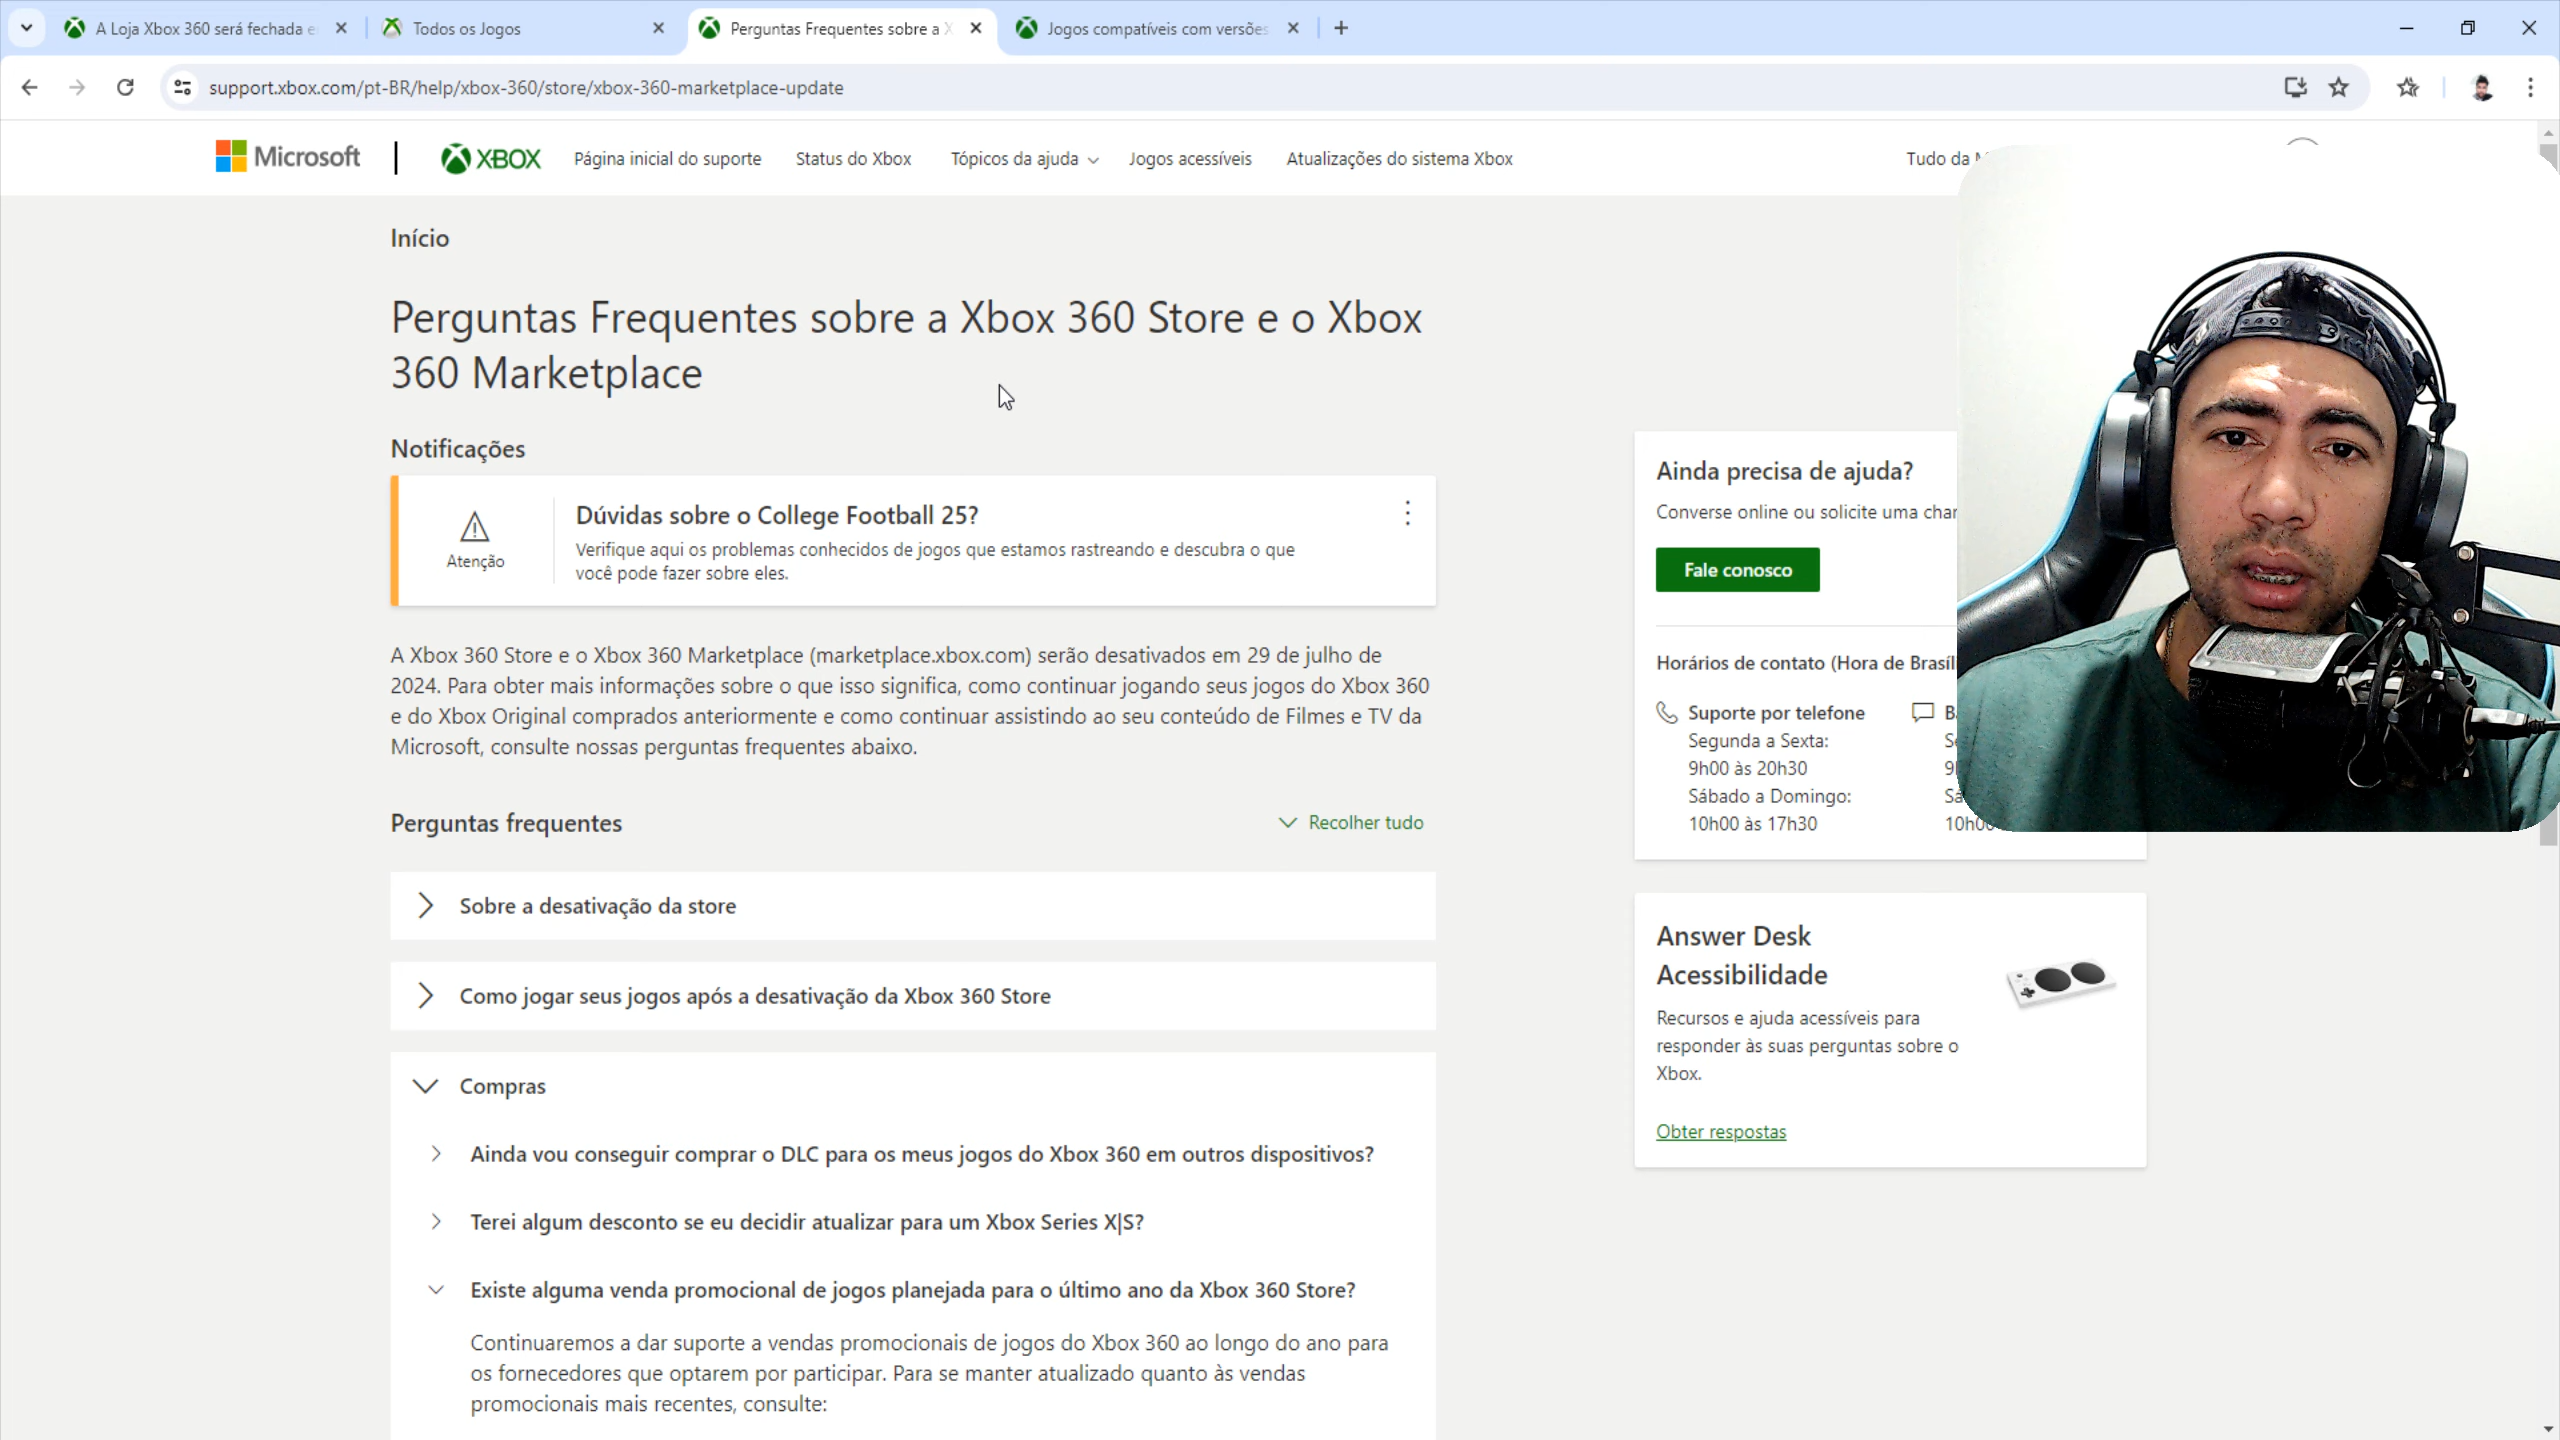 A Loja Xbox 360 será fechada e
Todos os Jogos
Perguntas Frequentes sobre a X
Jogos compatíveis com versões
support.xbox.com/pt-BR/help/xbox-360/store/xbox-360-marketplace-update
Microsoft
XBOX
Página inicial do suporte
Status do Xbox
Tópicos da ajuda
Jogos acessíveis
Atualizações do sistema Xbox
Tudo da
Início
Perguntas Frequentes sobre a Xbox 360 Store e o Xbox
360 Marketplace
Notificações
Atenção
Dúvidas sobre o College Football 25?
Verifique aqui os problemas conhecidos de jogos que estamos rastreando e descubra o que
você pode fazer sobre eles.
A Xbox 360 Store e o Xbox 360 Marketplace (marketplace.xbox.com) serão desativados em 29 de julho de
2024. Para obter mais informações sobre o que isso significa, como continuar jogando seus jogos do Xbox 360
e do Xbox Original comprados anteriormente e como continuar assistindo ao seu conteúdo de Filmes e TV da
Microsoft, consulte nossas perguntas frequentes abaixo.
Perguntas frequentes
Recolher tudo
Sobre a desativação da store
Como jogar seus jogos após a desativação da Xbox 360 Store
Compras
Ainda vou conseguir comprar o DLC para os meus jogos do Xbox 360 em outros dispositivos?
Terei algum desconto se eu decidir atualizar para um Xbox Series X|S?
Existe alguma venda promocional de jogos planejada para o último ano da Xbox 360 Store?
Continuaremos a dar suporte a vendas promocionais de jogos do Xbox 360 ao longo do ano para
os fornecedores que optarem por participar. Para se manter atualizado quanto às vendas
promocionais mais recentes, consulte:
Ainda precisa de ajuda?
Converse online ou solicite uma
Fale conosco
Horários de contato (Hora de
Suporte por telefone
Segunda a Sexta:
9h00 às 20h30
Sábado a Domingo:
10h00 às 17h30
10h00
Answer Desk
Acessibilidade
Recursos e ajuda acessíveis para
responder às suas perguntas sobre o
Xbox.
Obter respostas